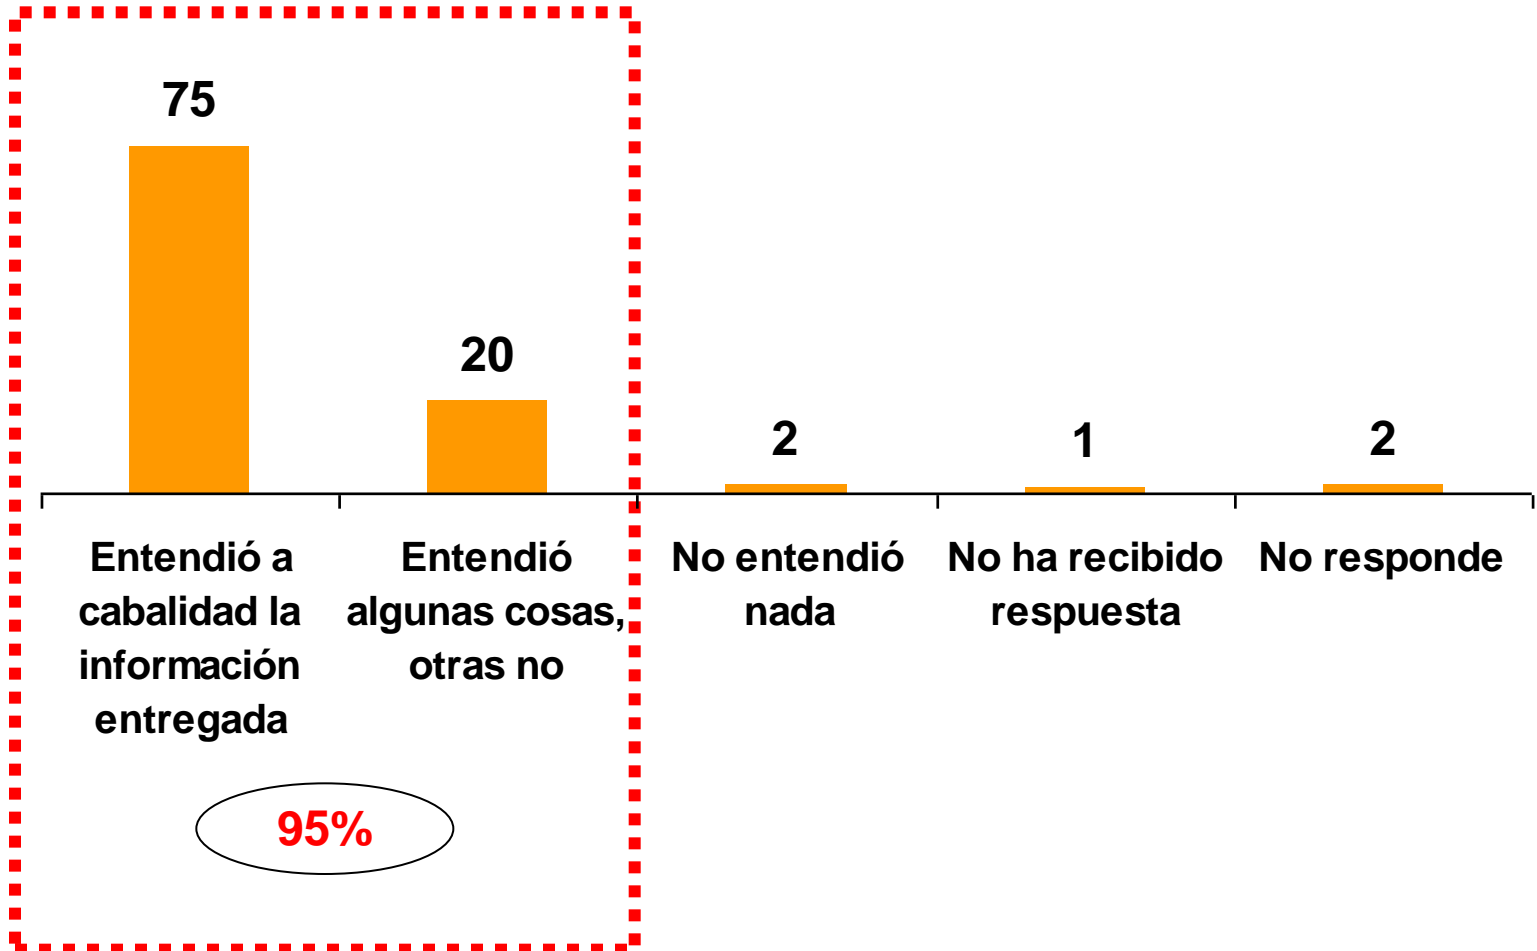 75
20
2
1
2
Entendió a
cabalidad la
información
entregada
Entendió
algunas cosas,
otras no
No entendió
nada
No ha recibido
respuesta
No responde
95%